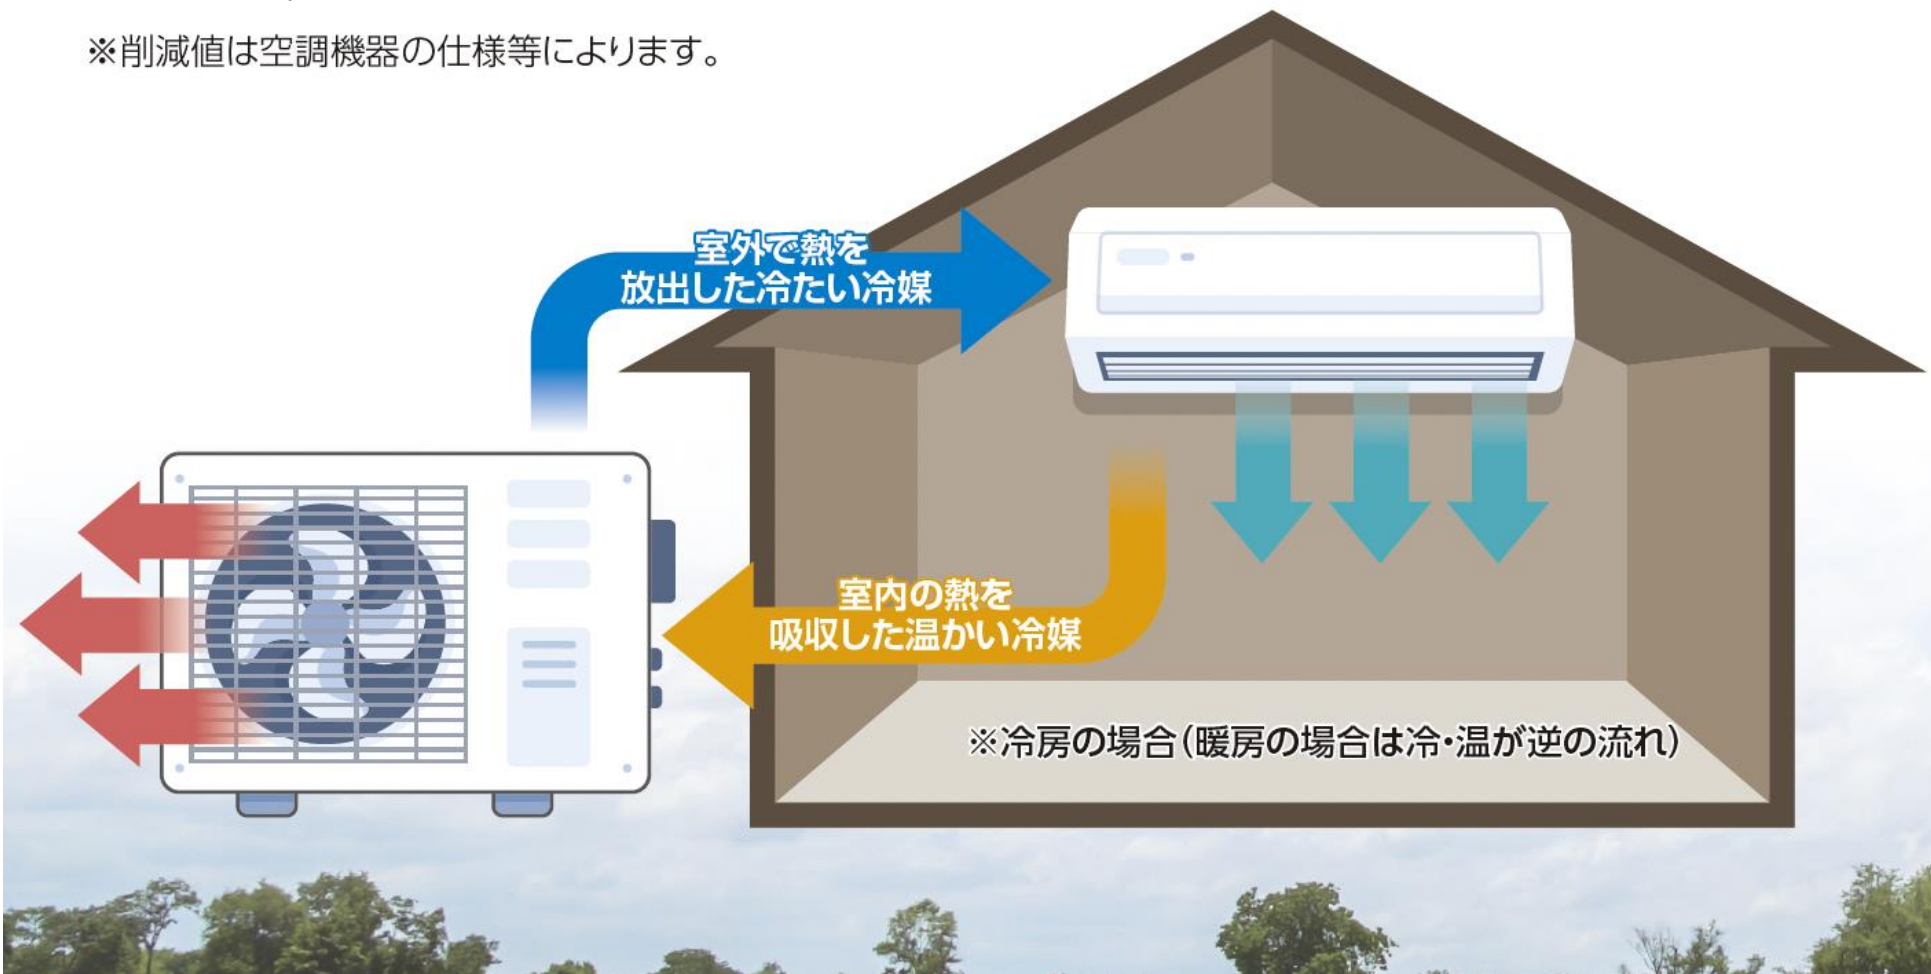 ※削減値は空調機器の仕様等によります。
室外で熱を
放出した冷たい冷媒
室内の熱を
吸収した温かい冷媒
※冷房の場合(暖房の場合は冷・温が逆の流れ)